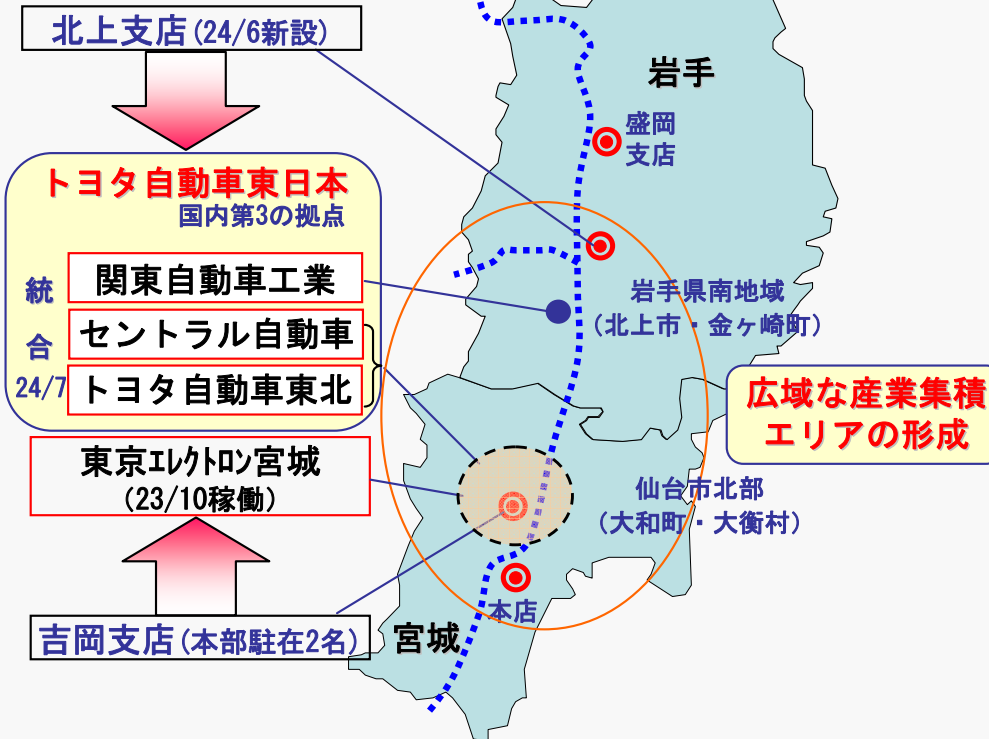 北上支店(24/6新設)
岩手
盛岡
支店
トヨタ自動車東日本
国内第3の拠点
統
合
24/7
関東自動車工業
セントラル自動車
トヨタ自動車東北
岩手県南地域
(北上市・金ヶ崎町)
広域な産業集積
エリアの形成
東京ｴﾚｸﾄﾛﾝ宮城
(23/10稼働)
仙台市北部
(大和町・大衡村)
本店
宮城
吉岡支店(本部駐在2名)